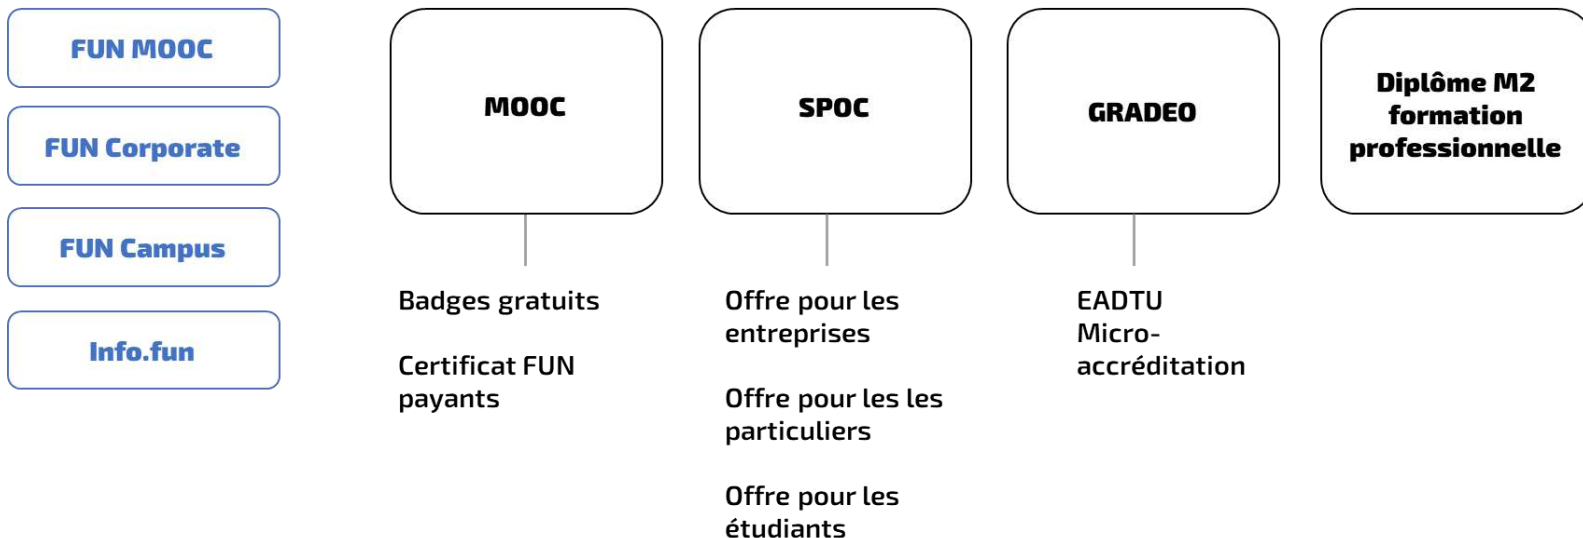 FUN MOOC
FUN Corporate
FUN Campus
Info.fun
MOOC
Badges gratuits
Certificat FUN
payants
SPOC
Offre pour les
entreprises
Offre pour les les
particuliers
Offre pour les
étudiants
GRADEO
EADTU
Micro-
accréditation
Diplôme M2
formation
professionnelle